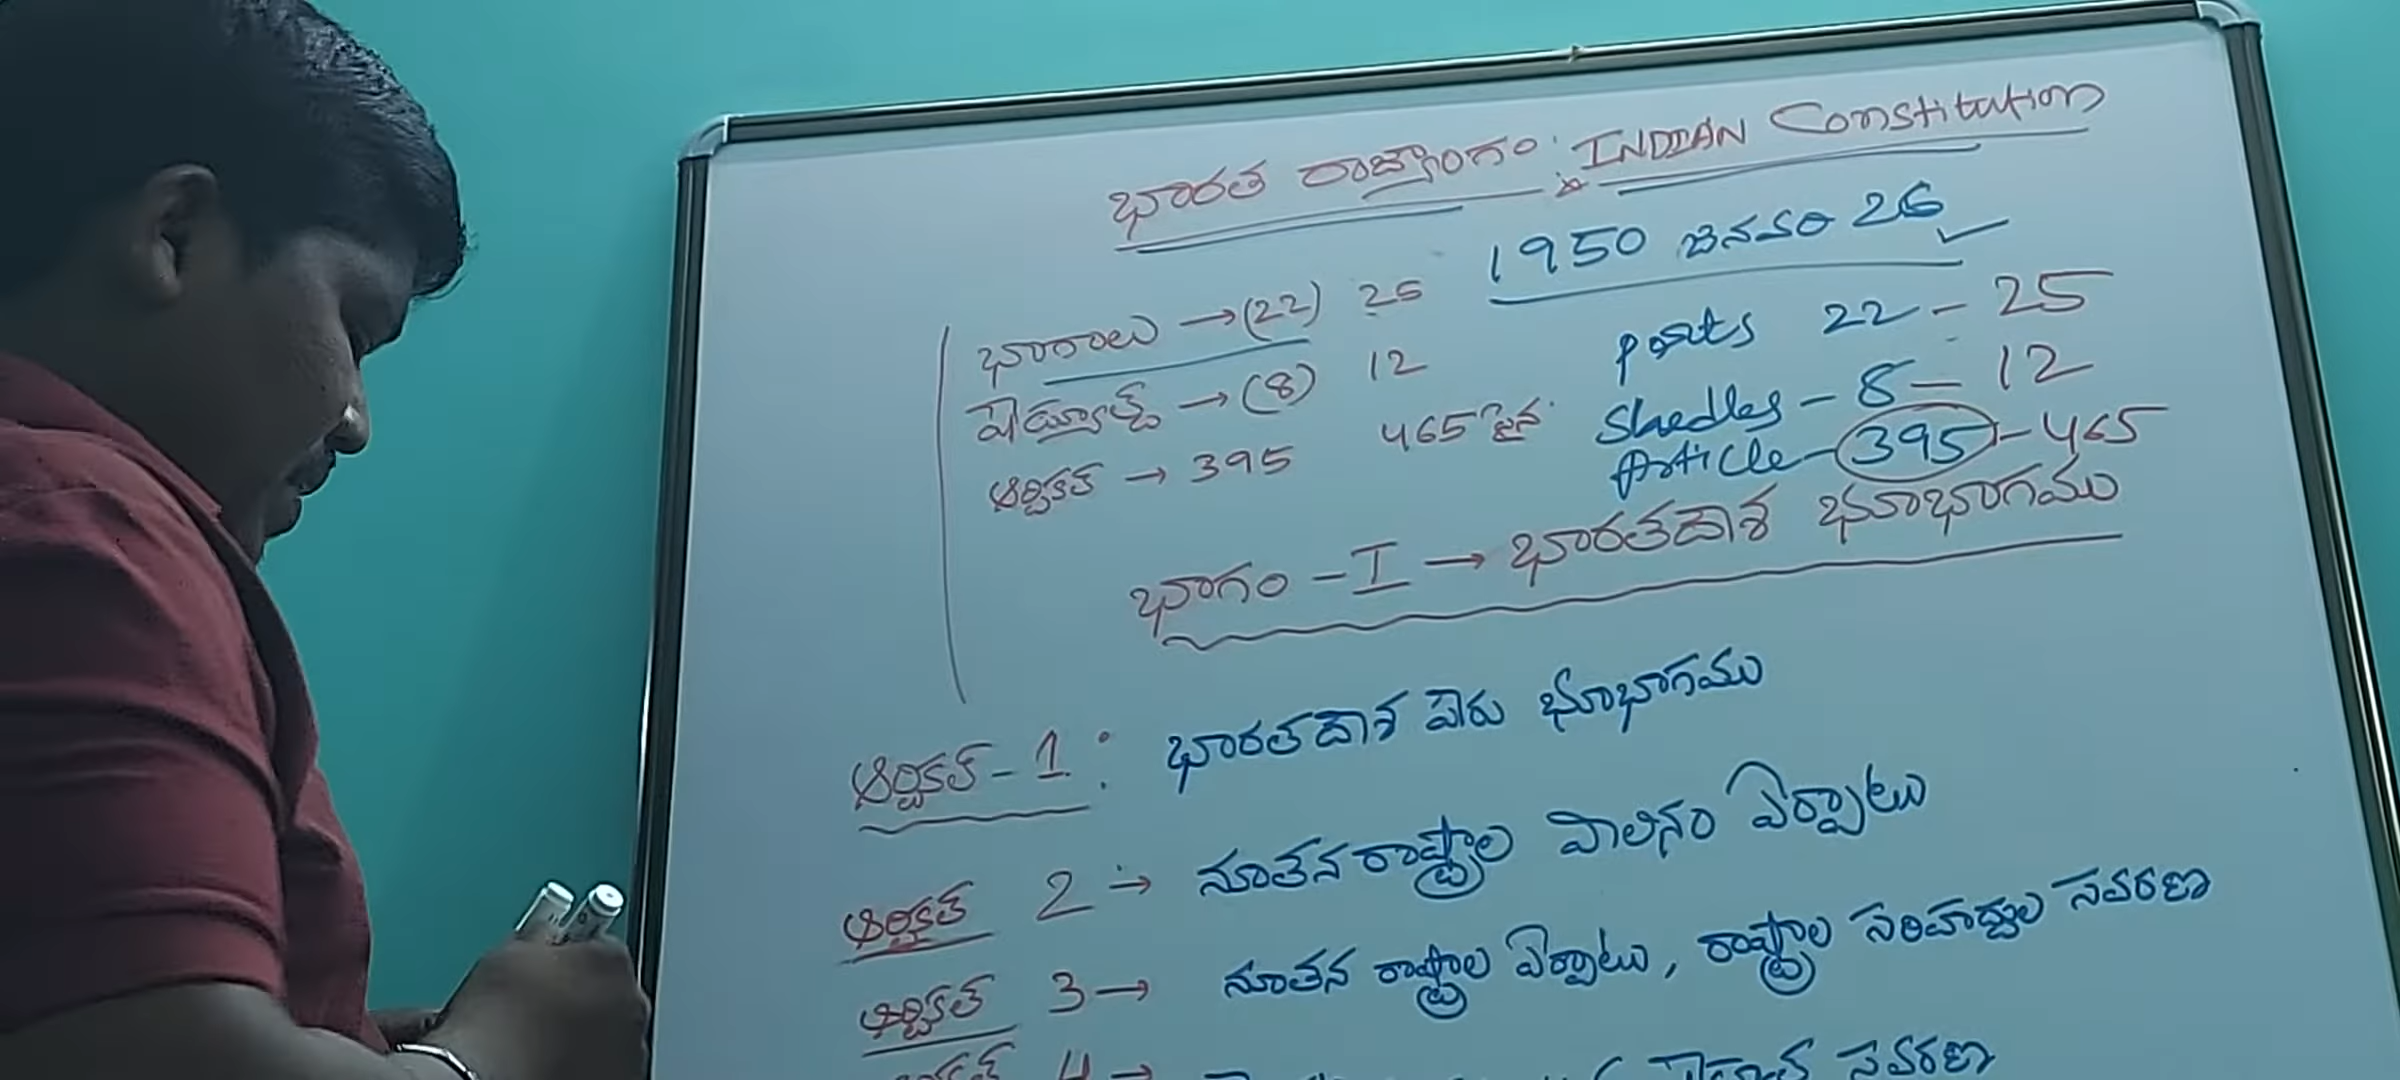 భారత రాజ్యాంగం : INDIAN Constitution
1950 జనవరి 26
భాగాలు → (22) 25
షెడ్యూల్డ్ → (8) 12
ఆర్టికల్ → 395 465 పైన
parts 22 - 25
Shedles - 8 - 12
Article - 395 - 465
భాగం - I → భారతదేశ భూభాగము
ఆర్టికల్ - 1 : భారతదేశ పేరు భూభాగము
ఆర్టికల్ 2 → నూతన రాష్ట్రాల ఏర్పాటు
ఆర్టికల్ 3 → నూతన రాష్ట్రాల ఏర్పాటు, రాష్ట్రాల సరిహద్దుల సవరణ
4 → సవరణ